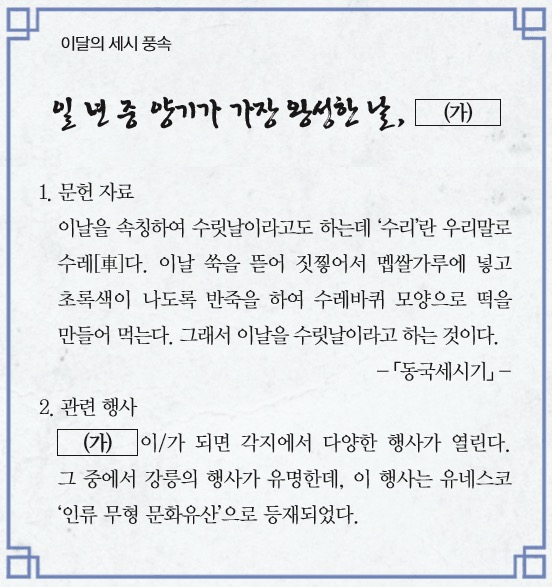 이달의 세시 풍속
일 년 중 양기가 가장 왕성한 날, (가)
1. 문헌 자료
이날을 속칭하여 수릿날이라고도 하는데 ‘수리’란 우리말로
수레[車]다. 이날 쑥을 뜯어 짓찧어서 멥쌀가루에 넣고
초록색이 나도록 반죽을 하여 수레바퀴 모양으로 떡을
만들어 먹는다. 그래서 이날을 수릿날이라고 하는 것이다.
–「동국세시기」–
2. 관련 행사
(가) 이/가 되면 각지에서 다양한 행사가 열린다.
그 중에서 강릉의 행사가 유명한데, 이 행사는 유네스코
‘인류 무형 문화유산’으로 등재되었다.